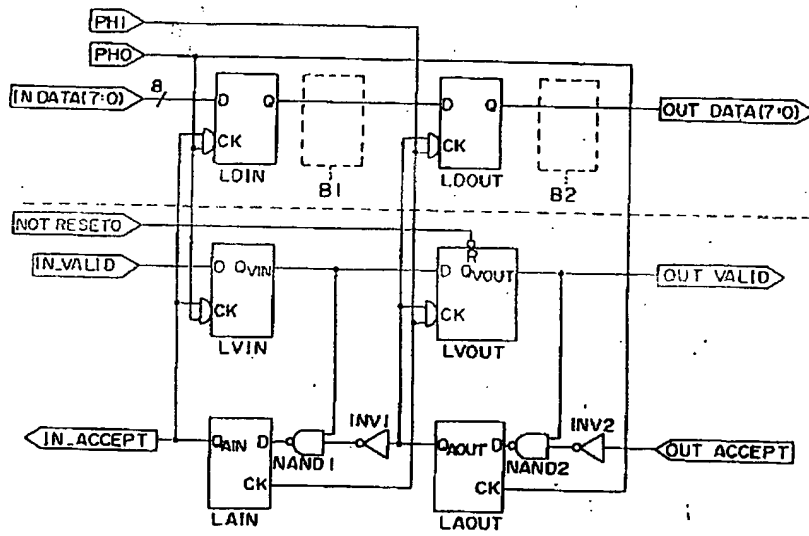 PHI
PHO
IN DATA(7:0) 8 D Q D Q OUT DATA(7:0)
CK CK
LDIN B1 LDOUT B2
NOT RESETO
R
IN_VALID D QVIN D QVOUT OUT VALID
CK CK
LVIN LVOUT
INV1 INV2
IN_ACCEPT QAIN D QAOUT D OUT ACCEPT
NAND1 NAND2
CK CK
LAIN LAOUT